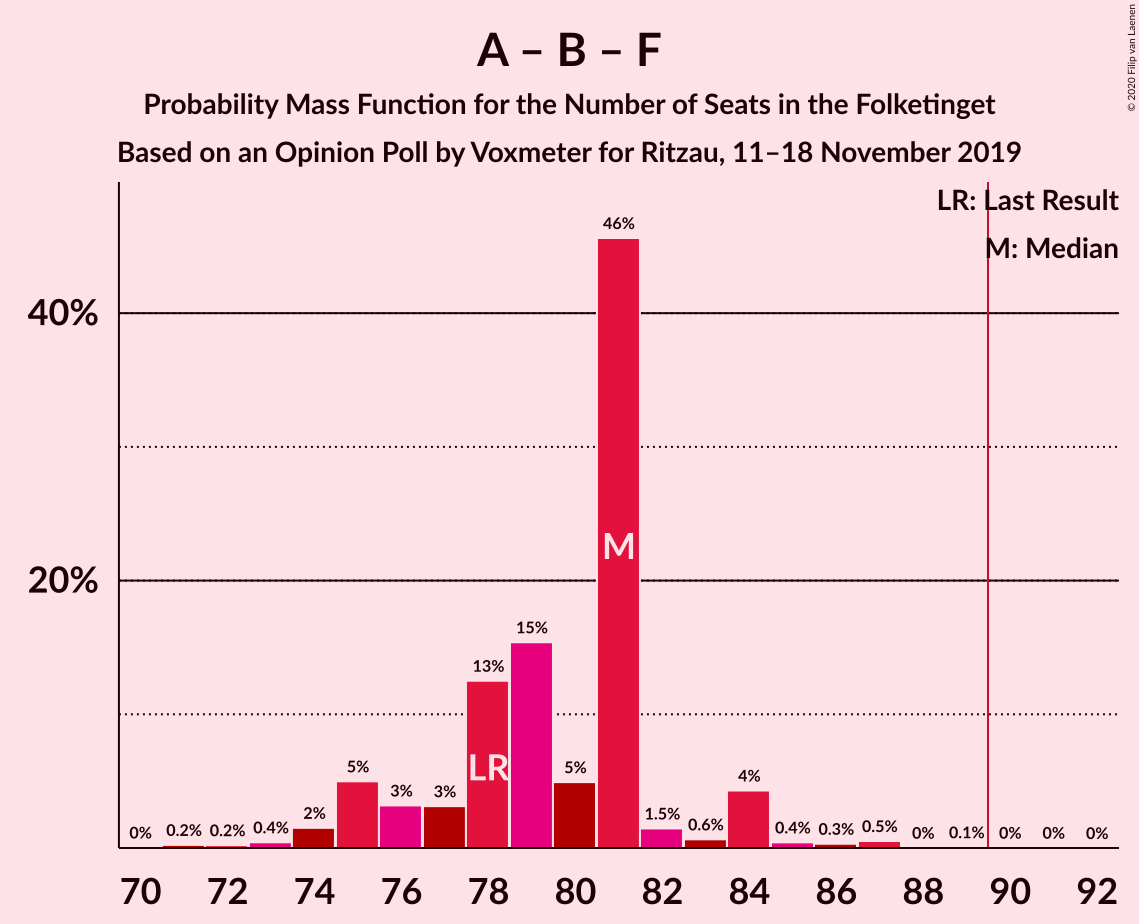 A – B – F
Probability Mass Function for the Number of Seats in the Folketinget
Based on an Opinion Poll by Voxmeter for Ritzau, 11–18 November 2019
© 2020 Filip van Laenen
LR: Last Result
M: Median
40%
20%
0%
0.2%
0.2%
0.4%
2%
5%
3%
3%
13%
15%
5%
46%
1.5%
0.6%
4%
0.4%
0.3%
0.5%
0%
0.1%
0%
0%
0%
LR
M
70 72 74 76 78 80 82 84 86 88 90 92